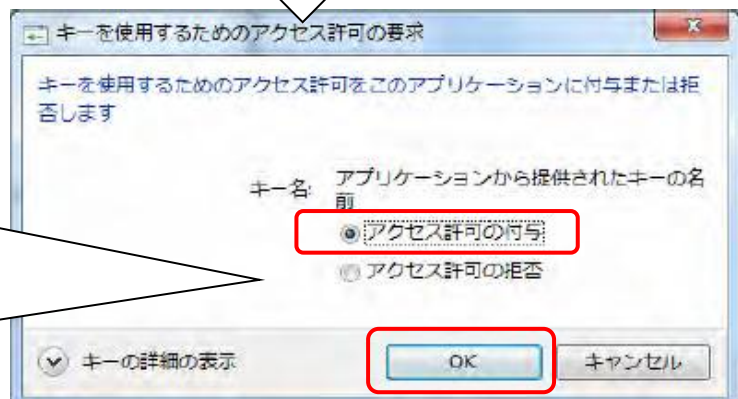 キーを使用するためのアクセス許可の要求
キーを使用するためのアクセス許可をこのアプリケーションに付与または拒
否します
キー名: アプリケーションから提供されたキーの名
前
アクセス許可の付与
アクセス許可の拒否
キーの詳細の表示 OK キャンセル